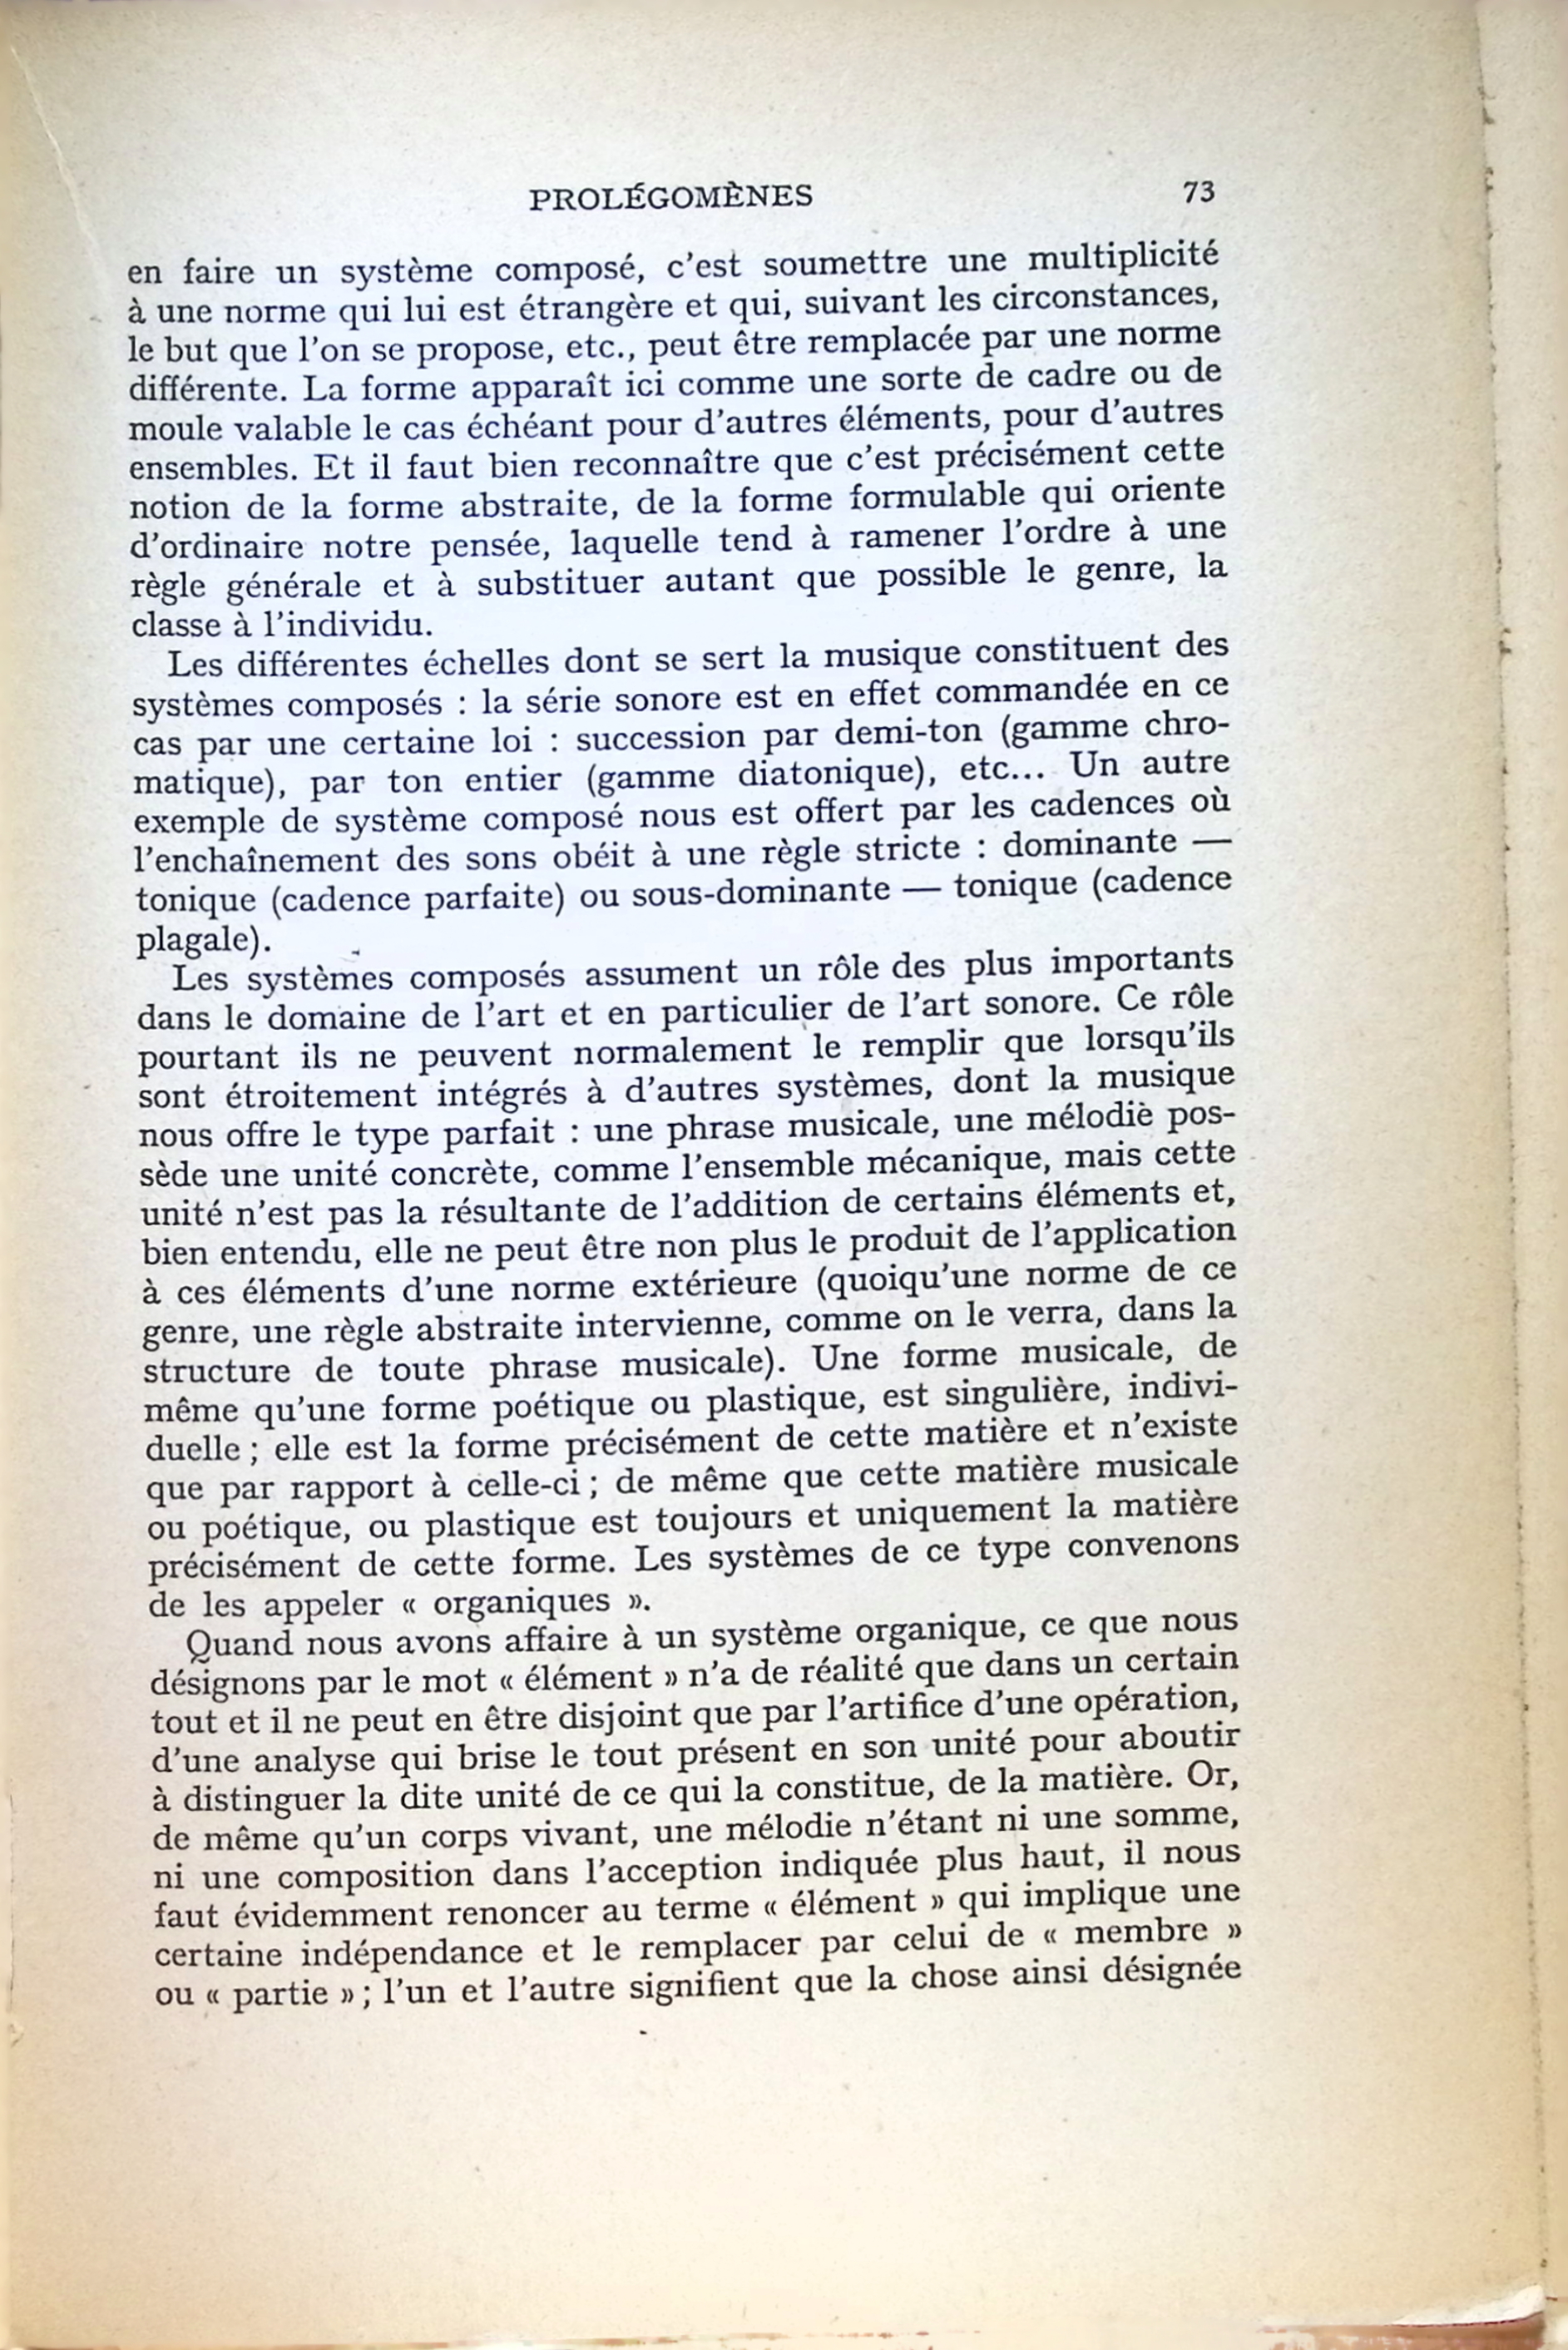 PROLÉGOMÈNES 73
en faire un système composé, c'est soumettre une multiplicité
à une norme qui lui est étrangère et qui, suivant les circonstances,
le but que l'on se propose, etc., peut être remplacée par une norme
différente. La forme apparaît ici comme une sorte de cadre ou de
moule valable le cas échéant pour d'autres éléments, pour d'autres
ensembles. Et il faut bien reconnaître que c'est précisément cette
notion de la forme abstraite, de la forme formulable qui oriente
d'ordinaire notre pensée, laquelle tend à ramener l'ordre à une
règle générale et à substituer autant que possible le genre, la
classe à l'individu.
Les différentes échelles dont se sert la musique constituent des
systèmes composés : la série sonore est en effet commandée en ce
cas par une certaine loi : succession par demi-ton (gamme chro-
matique), par ton entier (gamme diatonique), etc... Un autre
exemple de système composé nous est offert par les cadences où
l'enchaînement des sons obéit à une règle stricte : dominante —
tonique (cadence parfaite) ou sous-dominante — tonique (cadence
plagale).
Les systèmes composés assument un rôle des plus importants
dans le domaine de l'art et en particulier de l'art sonore. Ce rôle
pourtant ils ne peuvent normalement le remplir que lorsqu'ils
sont étroitement intégrés à d'autres systèmes, dont la musique
nous offre le type parfait : une phrase musicale, une mélodie pos-
sède une unité concrète, comme l'ensemble mécanique, mais cette
unité n'est pas la résultante de l'addition de certains éléments et,
bien entendu, elle ne peut être non plus le produit de l'application
à ces éléments d'une norme extérieure (quoiqu'une norme de ce
genre, une règle abstraite intervienne, comme on le verra, dans la
structure de toute phrase musicale). Une forme musicale, de
même qu'une forme poétique ou plastique, est singulière, indivi-
duelle ; elle est la forme précisément de cette matière et n'existe
que par rapport à celle-ci ; de même que cette matière musicale
ou poétique, ou plastique est toujours et uniquement la matière
précisément de cette forme. Les systèmes de ce type convenons
de les appeler « organiques ».
Quand nous avons affaire à un système organique, ce que nous
désignons par le mot « élément » n'a de réalité que dans un certain
tout et il ne peut en être disjoint que par l'artifice d'une opération,
d'une analyse qui brise le tout présent en son unité pour aboutir
à distinguer la dite unité de ce qui la constitue, de la matière. Or,
de même qu'un corps vivant, une mélodie n'étant ni une somme,
ni une composition dans l'acception indiquée plus haut, il nous
faut évidemment renoncer au terme « élément » qui implique une
certaine indépendance et le remplacer par celui de « membre »
ou « partie » ; l'un et l'autre signifient que la chose ainsi désignée